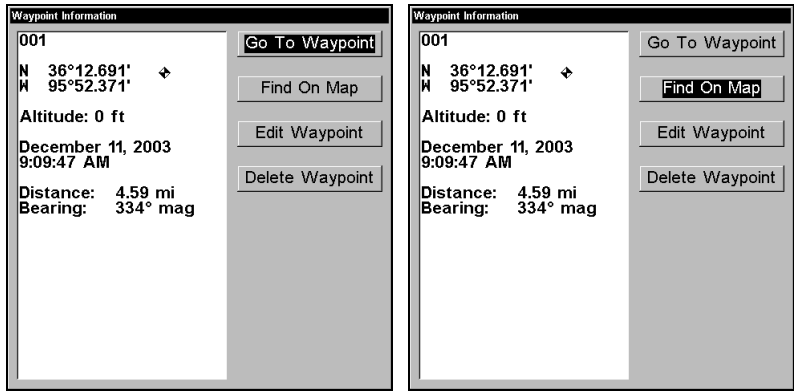 Waypoint Information
001
N 36°12.691'
W 95°52.371'
Altitude: 0 ft
December 11, 2003
9:09:47 AM
Distance: 4.59 mi
Bearing: 334° mag
Go To Waypoint
Find On Map
Edit Waypoint
Delete Waypoint
Waypoint Information
001
N 36°12.691'
W 95°52.371'
Altitude: 0 ft
December 11, 2003
9:09:47 AM
Distance: 4.59 mi
Bearing: 334° mag
Go To Waypoint
Find On Map
Edit Waypoint
Delete Waypoint